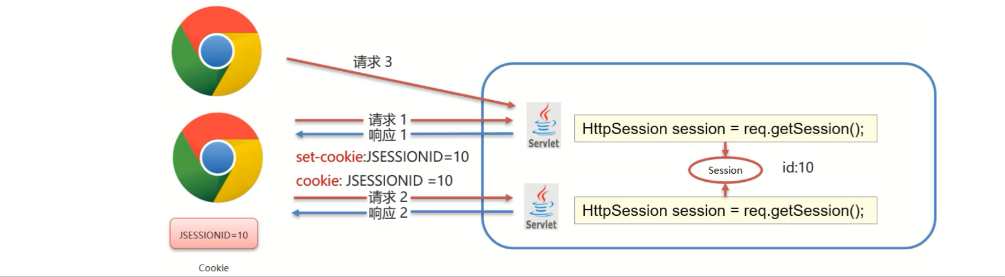 请求 3
请求 1
响应 1
set-cookie:JSESSIONID=10
cookie: JSESSIONID =10
请求 2
响应 2
JSESSIONID=10
Cookie
Servlet
HttpSession session = req.getSession();
Session
id:10
Servlet
HttpSession session = req.getSession();